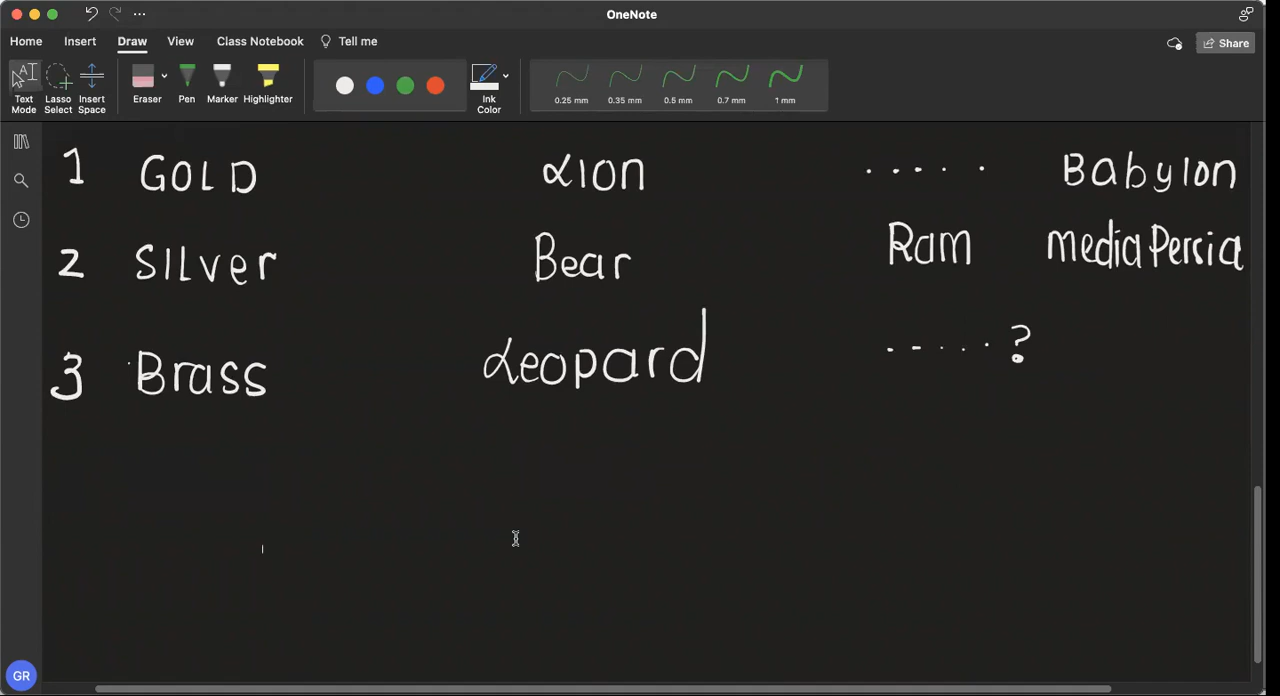 OneNote
Home Insert Draw View Class Notebook Tell me Share
Text Mode Lasso Select Insert Space Eraser Pen Marker Highlighter Ink Color 0.25 mm 0.35 mm 0.5 mm 0.7 mm 1 mm
1 GOLD Lion ..... Babylon
2 Silver Bear Ram media Persia
3 Brass Leopard ..... ?
GR